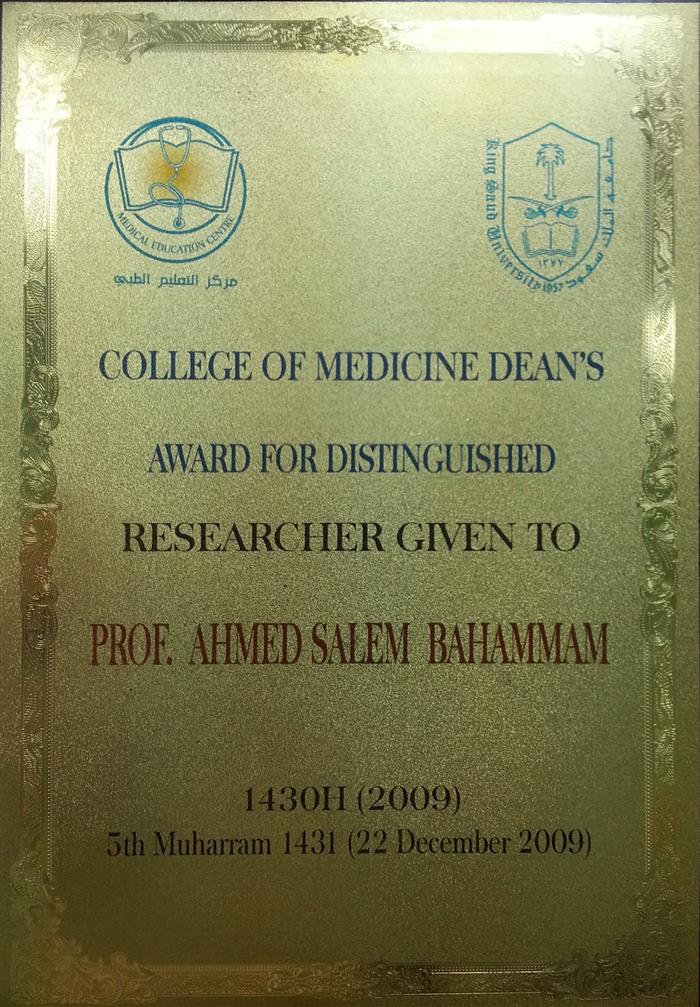 MEDICAL EDUCATION CENTRE
مركز التعليم الطبي
King Saud University
1957
جامعة الملك سعود
١٣٧٧
COLLEGE OF MEDICINE DEAN'S
AWARD FOR DISTINGUISHED
RESEARCHER GIVEN TO
PROF. AHMED SALEM BAHAMMAM
1430H (2009)
5th Muharram 1431 (22 December 2009)